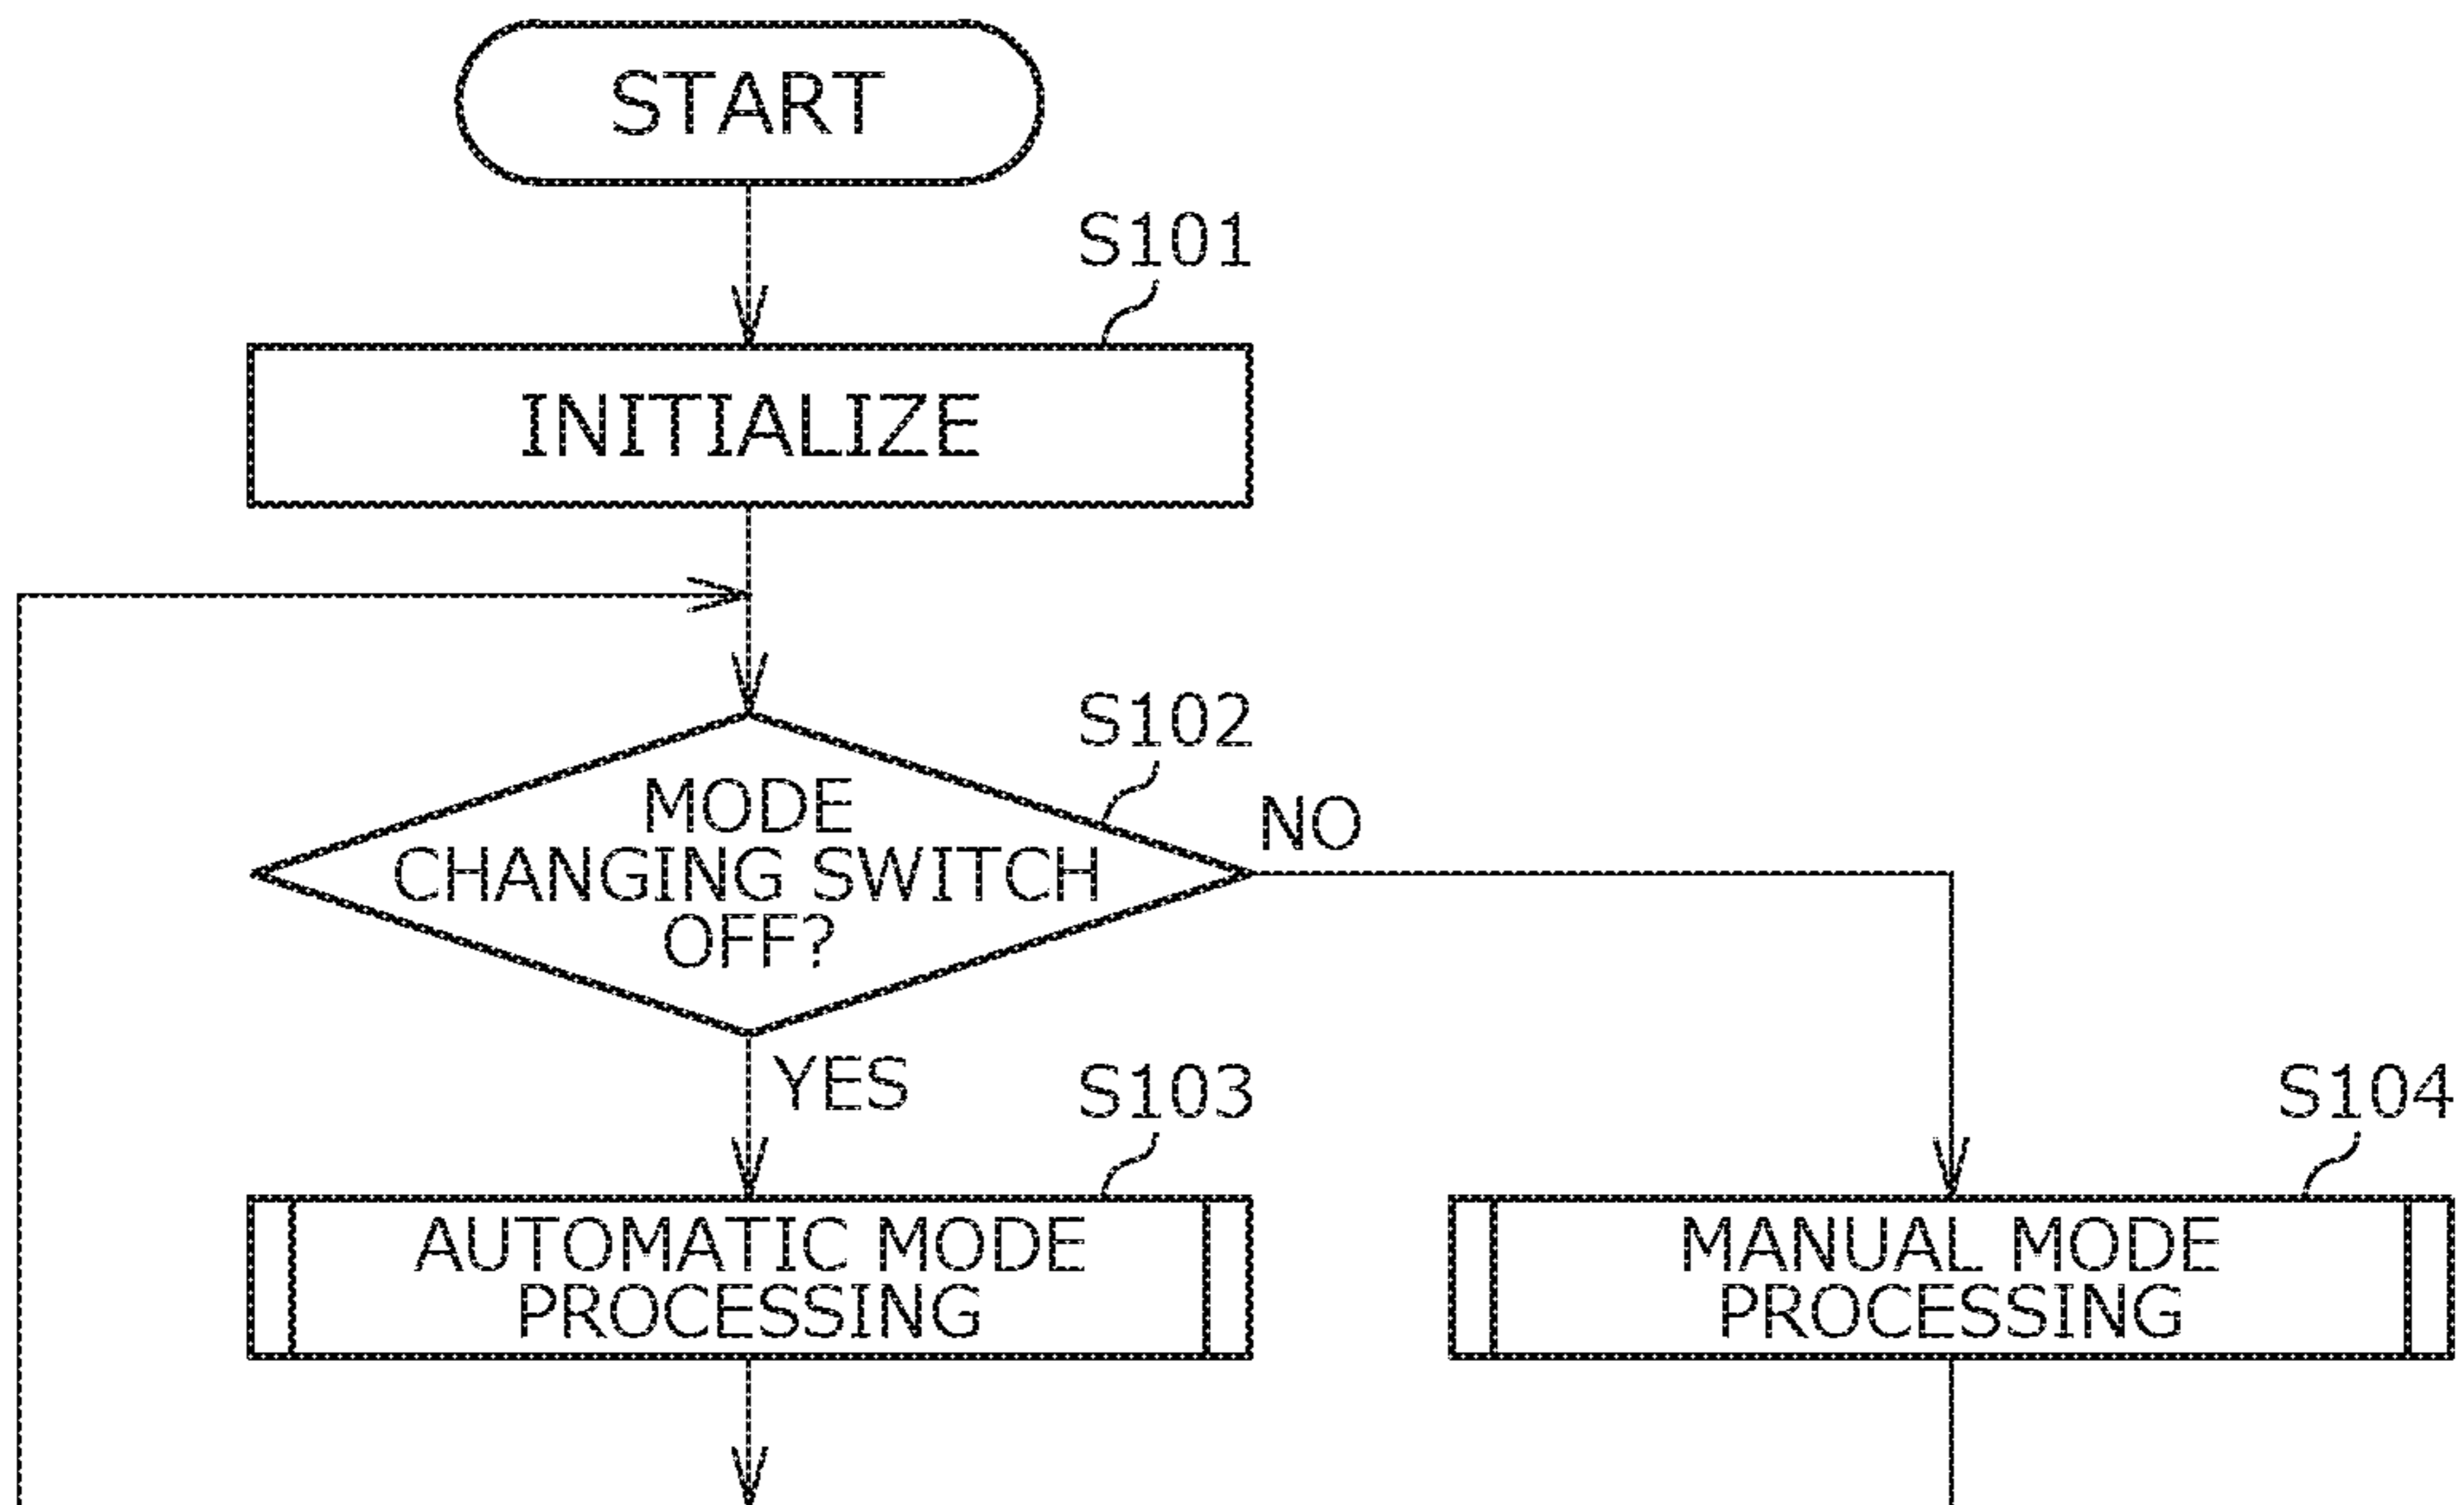 START
S101
INITIALIZE
S102
MODE
CHANGING SWITCH
OFF?
NO
YES
S103
S104
AUTOMATIC MODE
PROCESSING
MANUAL MODE
PROCESSING